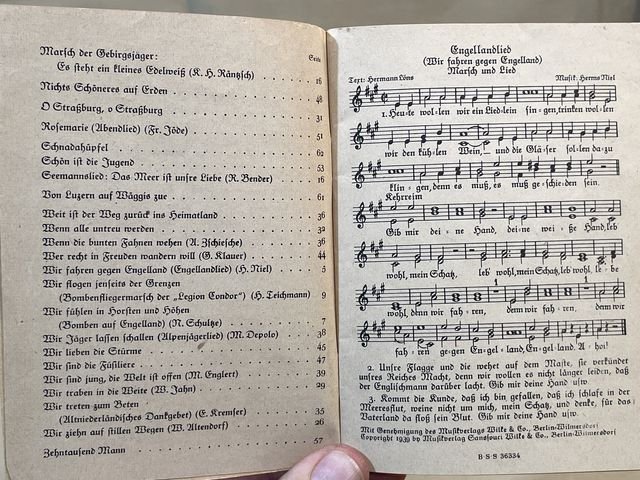 Marsch der Gebirgsjäger:
Seite
Es steht ein kleines Edelweiß (K. H. Räntzsch) 16
Nichts Schöneres auf Erden 48
O Straßburg, o Straßburg 31
Rosemarie (Abendlied) (Fr. Jöde) 51
Schnadahüpfel 62
Schön ist die Jugend 53
Seemannslied: Das Meer ist unsre Liebe (R. Bender) 16
Von Luzern auf Wäggis zue 61
Weit ist der Weg zurück ins Heimatland 36
Wenn alle untreu werden 32
Wenn die bunten Fahnen wehen (A. Zschiesche) 36
Wer recht in Freuden wandern will (G. Klauer) 44
Wir fahren gegen Engelland (Engellandlied) (H. Niel) 5
Wir flogen jenseits der Grenzen
(Bombenfliegermarsch der „Legion Condor“) (H. Teichmann) 9
Wir fühlen in Horsten und Höhen
(Bomben auf Engelland) (N. Schultze) 7
Wir Jäger lassen schallen (Alpenjägerlied) (M. Depolo) 38
Wir lieben die Stürme 45
Wir sind die Füsiliere 47
Wir sind jung, die Welt ist offen (M. Englert) 39
Wir traben in die Weite (W. Jahn) 29
Wir treten zum Beten
(Altniederländisches Dankgebet) (E. Kremser) 35
Wir ziehn auf stillen Wegen (W. Altendorf) 26
Zehntausend Mann 57
Engellandlied
(Wir fahren gegen Engelland)
Marsch und Lied
Text: Hermann Löns Musik: Herms Niel
1. Heu-te wol-len wir ein Liedlein sin-gen, trinken wol-len
wir den küh-len Wein,_ und die Glä-ser sol-len da-zu
klin-gen, denn es muß, es muß ge-schie-den sein.
Kehrreim
Gib mir dei-ne Hand, dei-ne wei-ße Hand, leb
wohl, mein Schatz, leb' wohl, mein Schatz, leb wohl, le-be
wohl, denn wir fah-ren, denn wir fah-ren, denn wir
fah-ren ge-gen En-gel-land, En-gel-land. A-hoi!
2. Unsre Flagge und die wehet auf dem Maste, sie verkündet
unsres Reiches Macht, denn wir wollen es nicht länger leiden, daß
der Englischmann darüber lacht. Gib mir deine Hand usw.
3. Kommt die Kunde, daß ich bin gefallen, daß ich schlafe in der
Meeresflut, weine nicht um mich, mein Schatz, und denke, für das
Vaterland da floß sein Blut. Gib mir deine Hand usw.
Mit Genehmigung des Musikverlags Wilke & Co., Berlin-Wilmersdorf
Copyright 1939 by Musikverlag Sanssouci Wilke & Co., Berlin-Wilmersdorf
B·S·S 36334